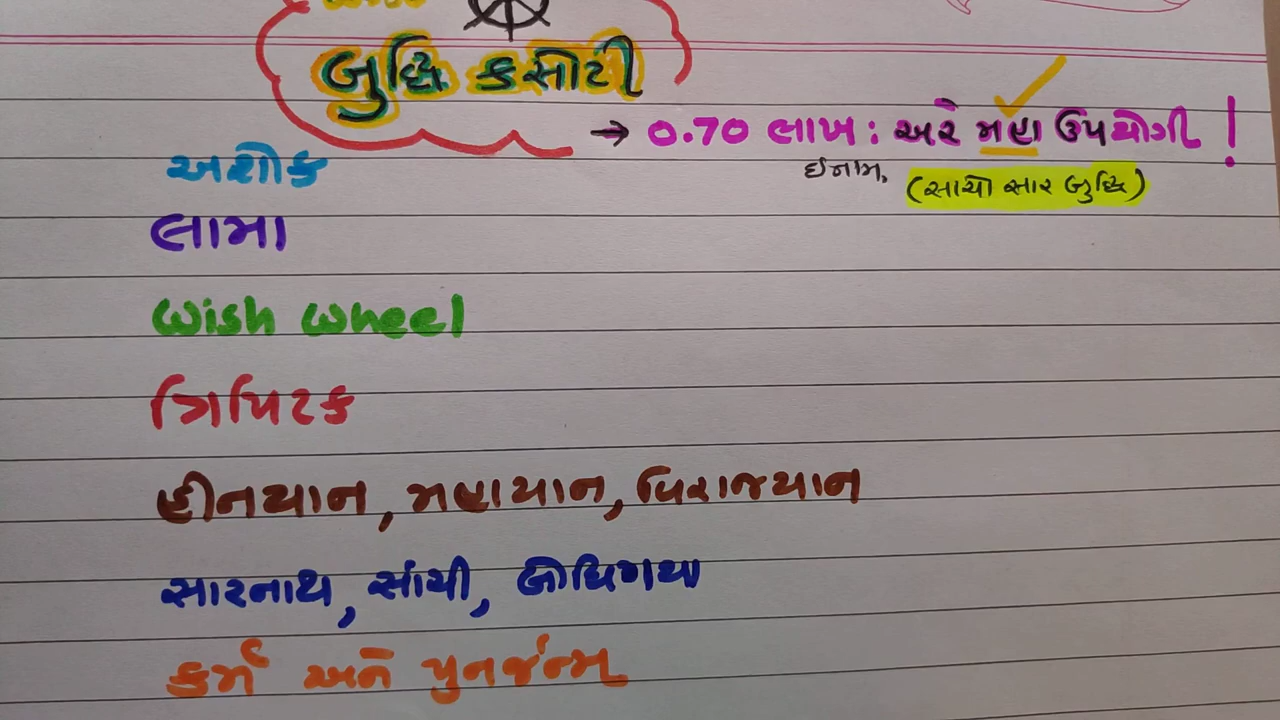 બુદ્ધિ કસોટી
→ 0.70 લાખ : અરે મહા ઉપયોગી !
ઈનામ,
(સાચો સાર બુદ્ધિ)
અશોક
લામા
Wish Wheel
ત્રિપિટક
હીનયાન, મહાયાન, વિરાજયાન
સારનાથ, સાંચી, બોધિગયા
કર્મ અને પુનર્જન્મ